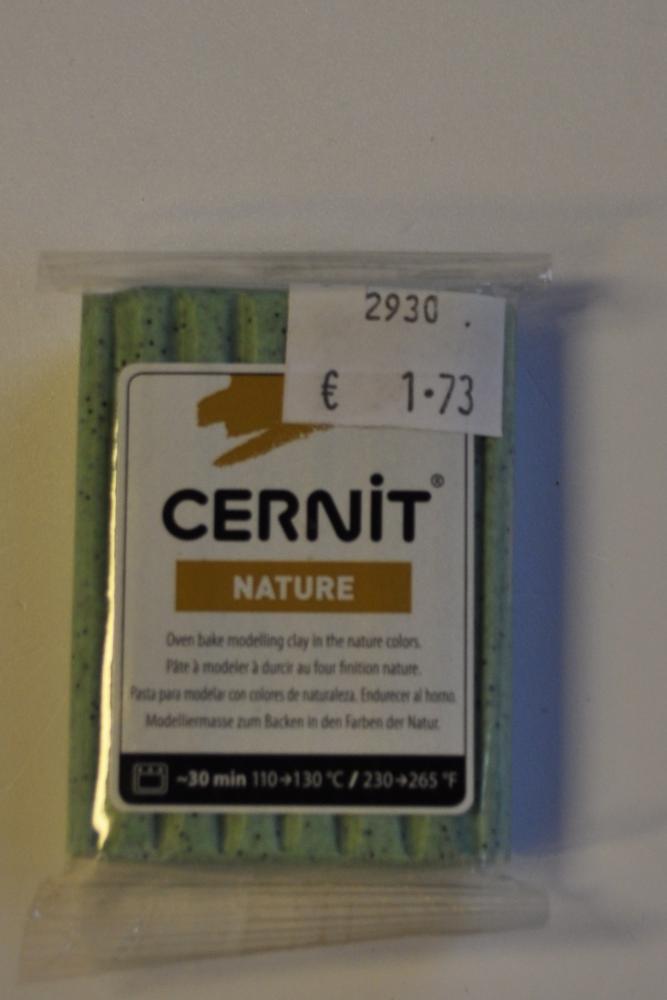 2930 .
€ 1.73
CERNiT®
NATURE
Oven bake modelling clay in the nature colors.
Pâte à modeler à durcir au four finition nature.
Pasta para modelar con colores de naturaleza. Endurecer al horno.
Modelliermasse zum Backen in den Farben der Natur.
~30 min 110→130 °C / 230→265 °F